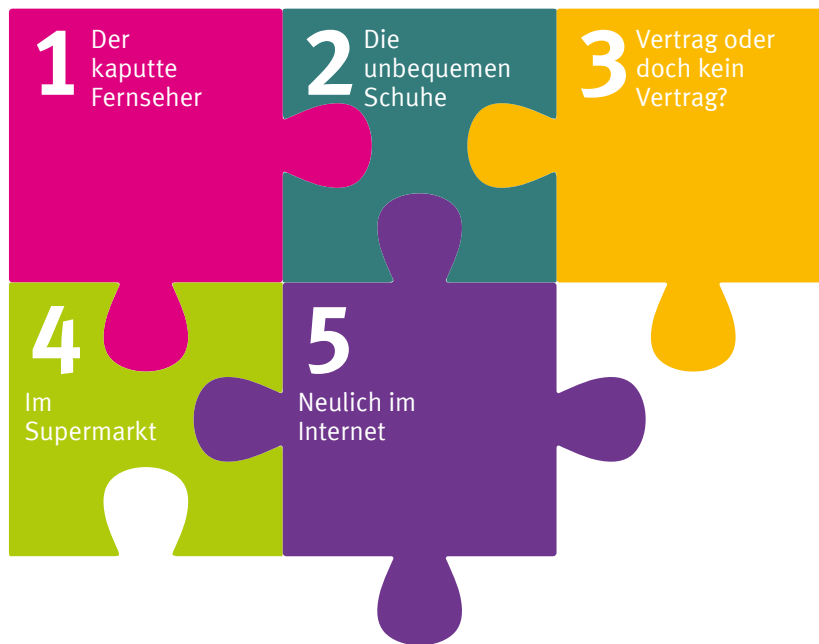 1 Der
kaputte
Fernseher
2 Die
unbequemen
Schuhe
3 Vertrag oder
doch kein
Vertrag?
4
Im
Supermarkt
5
Neulich im
Internet